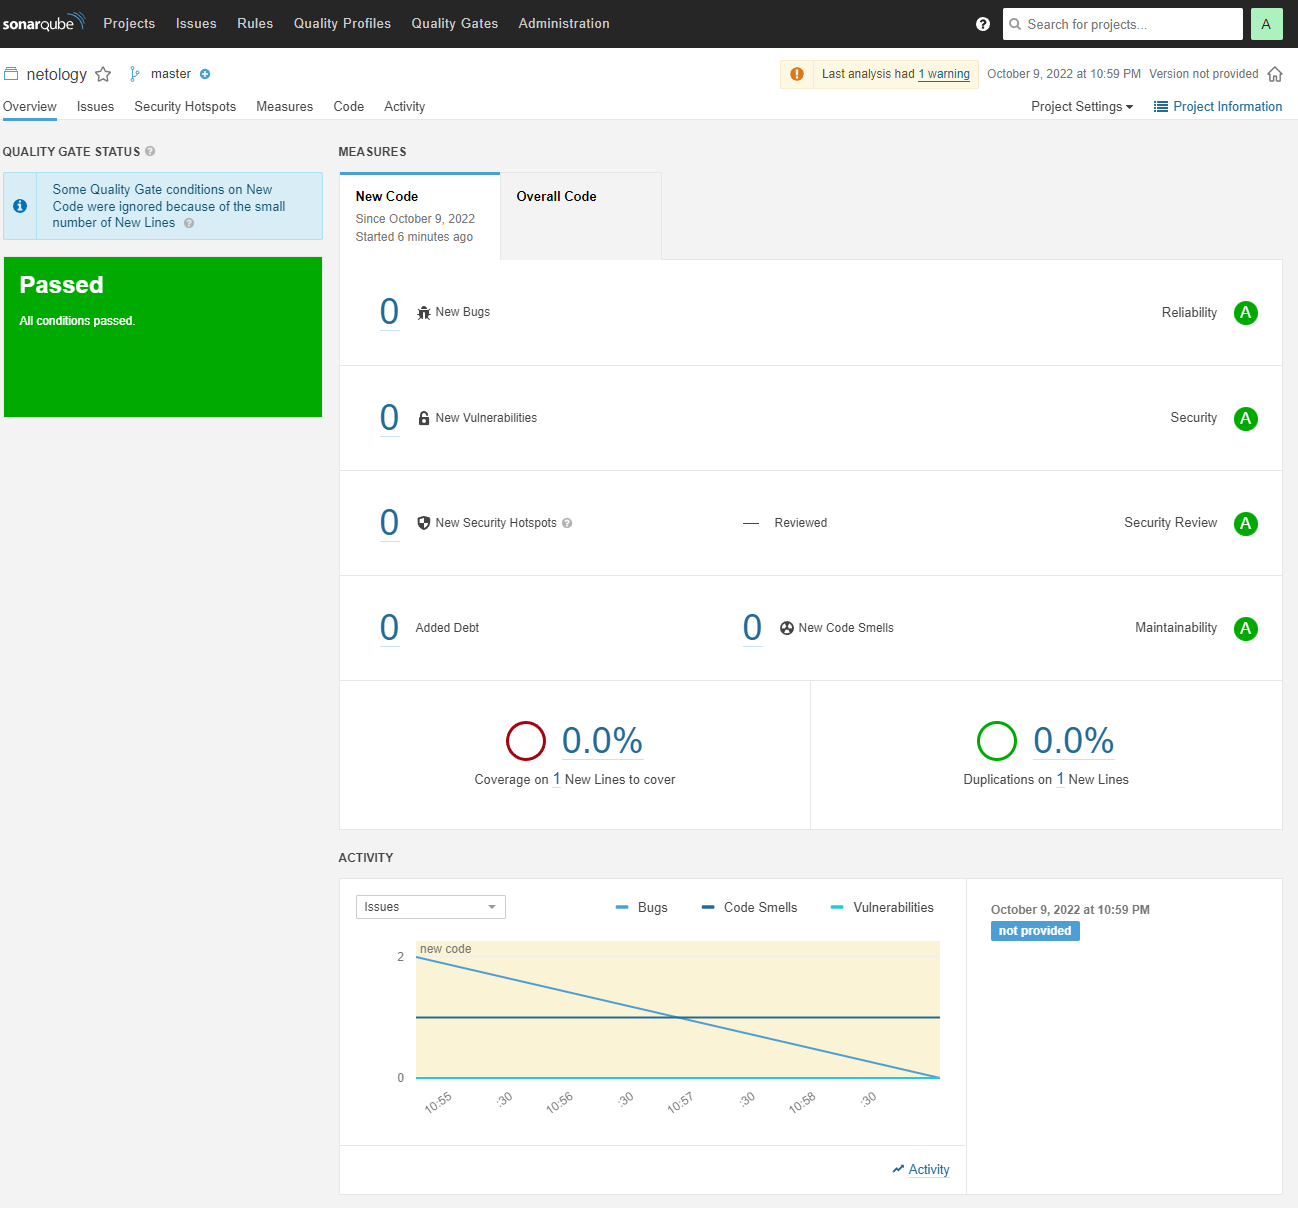 sonarqube Projects Issues Rules Quality Profiles Quality Gates Administration ? Search for projects... A
netology master Last analysis had 1 warning October 9, 2022 at 10:59 PM Version not provided
Overview Issues Security Hotspots Measures Code Activity Project Settings Project Information
QUALITY GATE STATUS ?
Some Quality Gate conditions on New
Code were ignored because of the small
number of New Lines ?
Passed
All conditions passed.
MEASURES
New Code
Since October 9, 2022
Started 6 minutes ago
Overall Code
0 New Bugs Reliability A
0 New Vulnerabilities Security A
0 New Security Hotspots ? — Reviewed Security Review A
0 Added Debt 0 New Code Smells Maintainability A
0.0%
Coverage on 1 New Lines to cover
0.0%
Duplications on 1 New Lines
ACTIVITY
Issues Bugs Code Smells Vulnerabilities
new code
2
0
10:55 :30 10:56 :30 10:57 :30 10:58 :30
Activity
October 9, 2022 at 10:59 PM
not provided